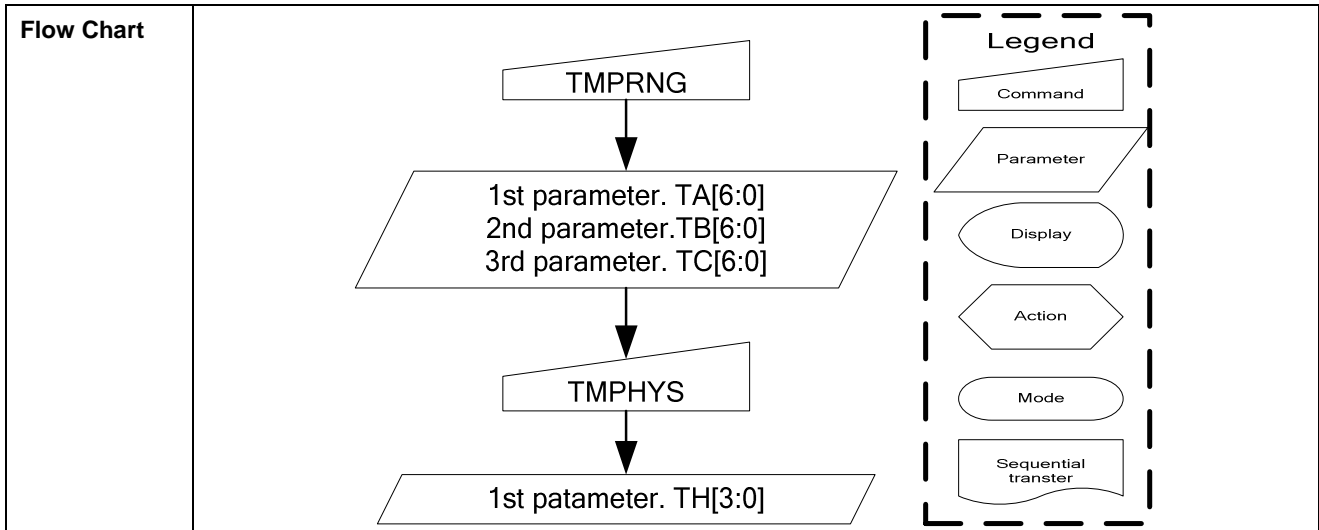 Flow Chart
TMPRNG
1st parameter. TA[6:0]
2nd parameter.TB[6:0]
3rd parameter. TC[6:0]
TMPHYS
1st patameter. TH[3:0]
Legend
Command
Parameter
Display
Action
Mode
Sequential
transter